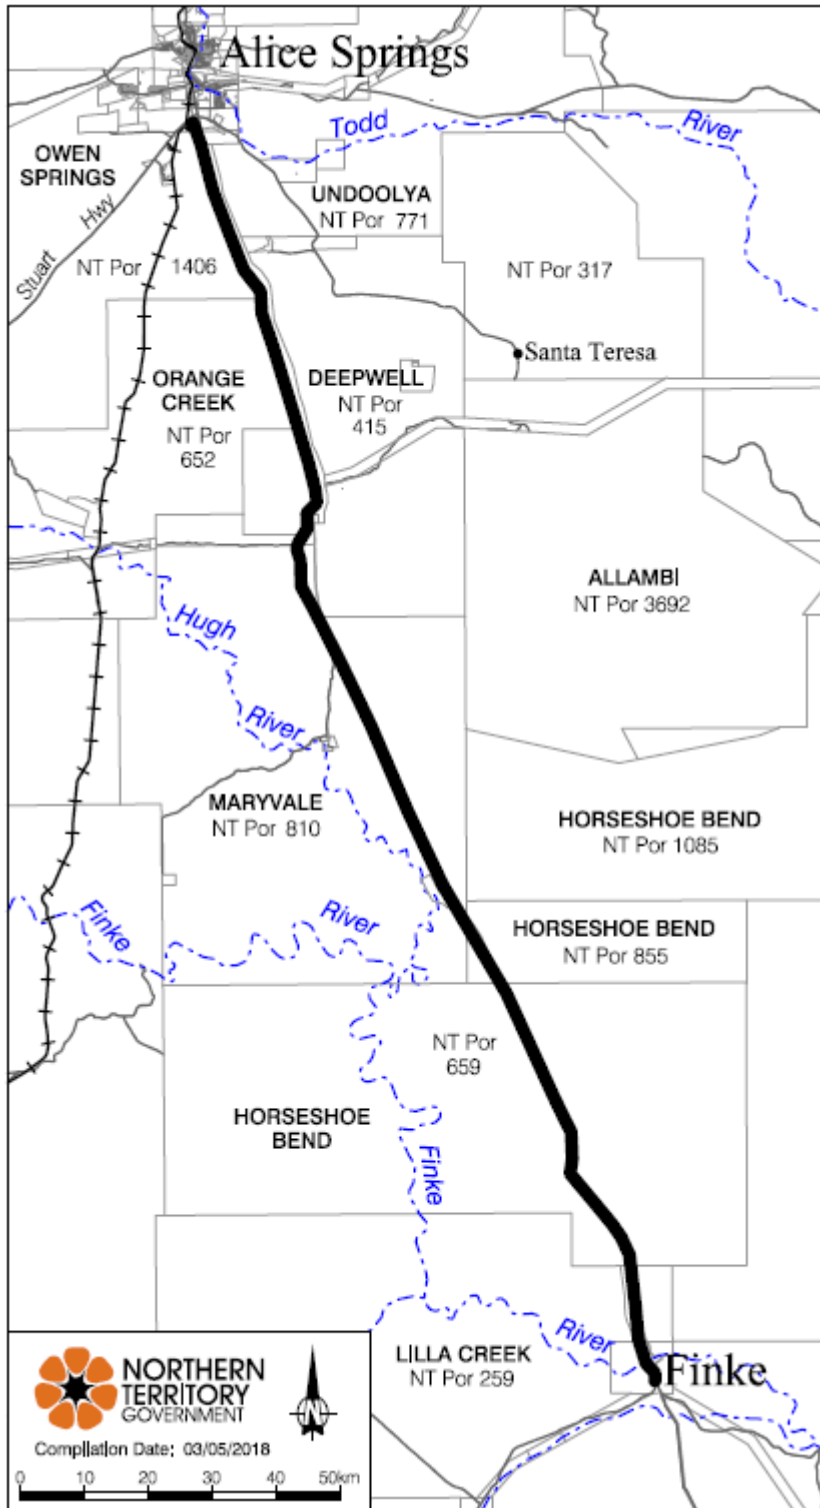 Alice Springs
Todd
River
OWEN
SPRINGS
UNDOOLYA
NT Por 771
Stuart Hwy
NT Por 1406
NT Por 317
Santa Teresa
ORANGE
CREEK
NT Por
652
DEEPWELL
NT Por
415
ALLAMBI
NT Por 3692
Hugh
River
MARYVALE
NT Por 810
HORSESHOE BEND
NT Por 1085
Finke
River
HORSESHOE BEND
NT Por 855
NT Por
659
HORSESHOE
BEND
Finke
River
LILLA CREEK
NT Por 259
Finke
NORTHERN
TERRITORY
GOVERNMENT
N
Compilation Date: 03/05/2018
0 10 20 30 40 50km